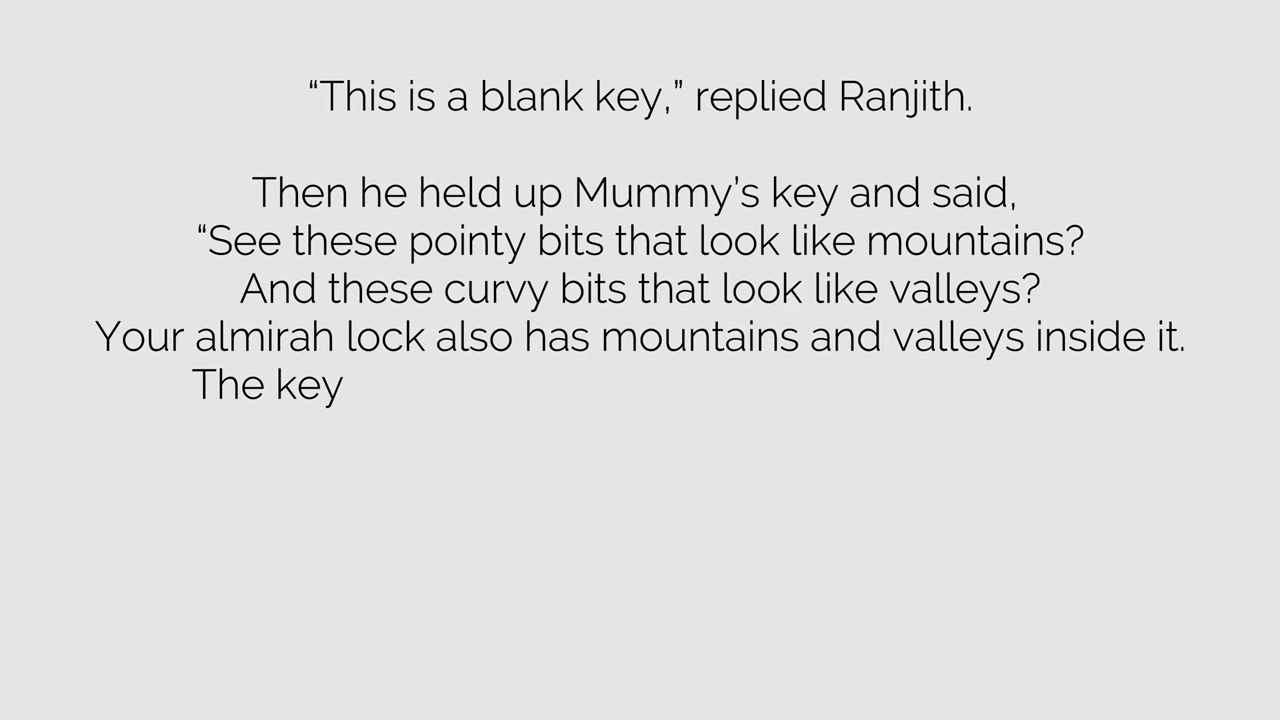 “This is a blank key,” replied Ranjith.
Then he held up Mummy’s key and said,
“See these pointy bits that look like mountains?
And these curvy bits that look like valleys?
Your almirah lock also has mountains and valleys inside it.
The key